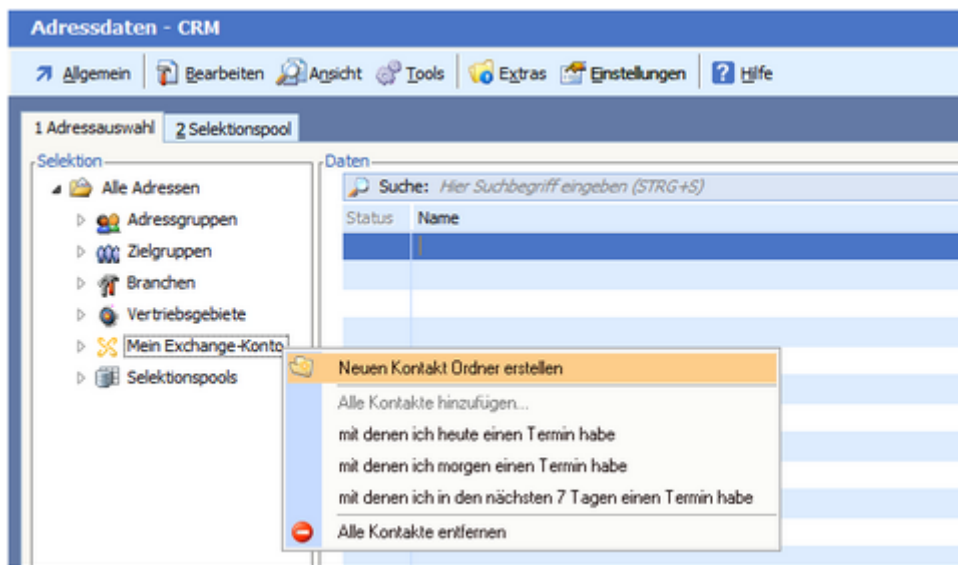 Adressdaten - CRM
Allgemein Bearbeiten Ansicht Tools Extras Einstellungen Hilfe
1 Adressauswahl 2 Selektionspool
Selektion
Alle Adressen
Adressgruppen
Zielgruppen
Branchen
Vertriebsgebiete
Mein Exchange-Konto
Selektionspools
Daten
Suche: Hier Suchbegriff eingeben (STRG+S)
Status Name
Neuen Kontakt Ordner erstellen
Alle Kontakte hinzufügen...
mit denen ich heute einen Termin habe
mit denen ich morgen einen Termin habe
mit denen ich in den nächsten 7 Tagen einen Termin habe
Alle Kontakte entfernen